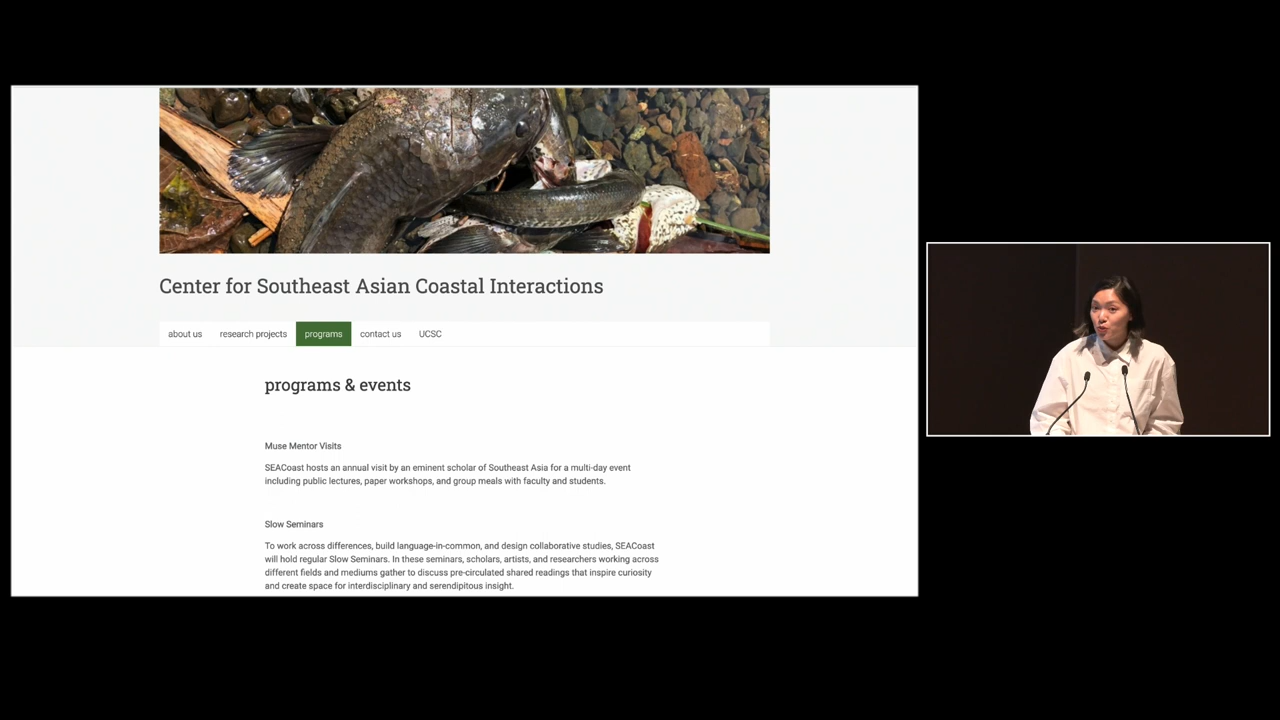 Center for Southeast Asian Coastal Interactions
about us research projects programs contact us UCSC
programs & events
Muse Mentor Visits
SEACoast hosts an annual visit by an eminent scholar of Southeast Asia for a multi-day event
including public lectures, paper workshops, and group meals with faculty and students.
Slow Seminars
To work across differences, build language-in-common, and design collaborative studies, SEACoast
will hold regular Slow Seminars. In these seminars, scholars, artists, and researchers working across
different fields and mediums gather to discuss pre-circulated shared readings that inspire curiosity
and create space for interdisciplinary and serendipitous insight.